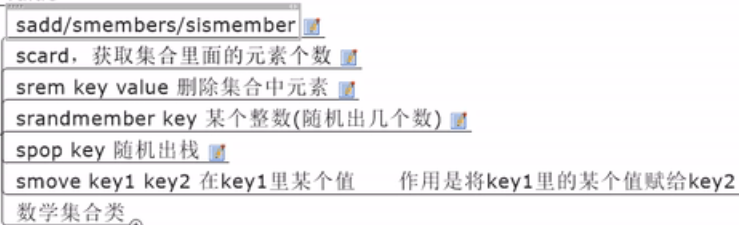 sadd/smembers/sismember
scard，获取集合里面的元素个数
srem key value 删除集合中元素
srandmember key 某个整数(随机出几个数)
spop key 随机出栈
smove key1 key2 在key1里某个值 作用是将key1里的某个值赋给key2
数学集合类